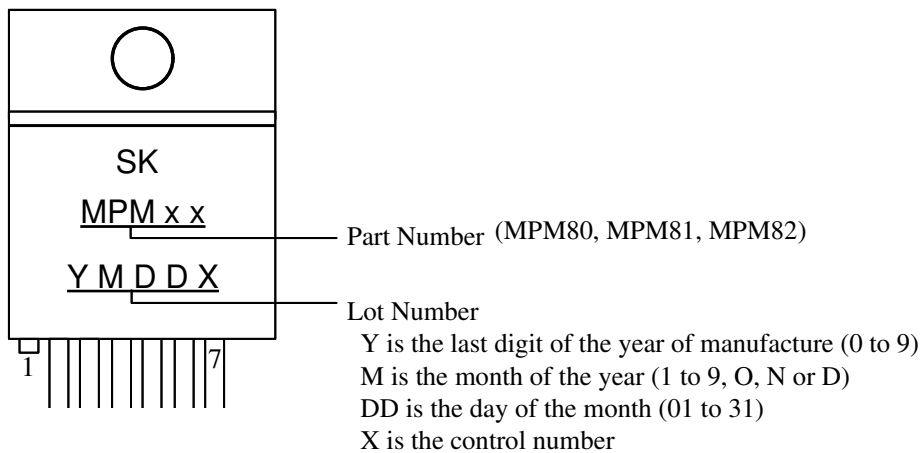 SK
MPM x x
Part Number (MPM80, MPM81, MPM82)
Y M D D X
Lot Number
Y is the last digit of the year of manufacture (0 to 9)
M is the month of the year (1 to 9, O, N or D)
DD is the day of the month (01 to 31)
X is the control number
1 7